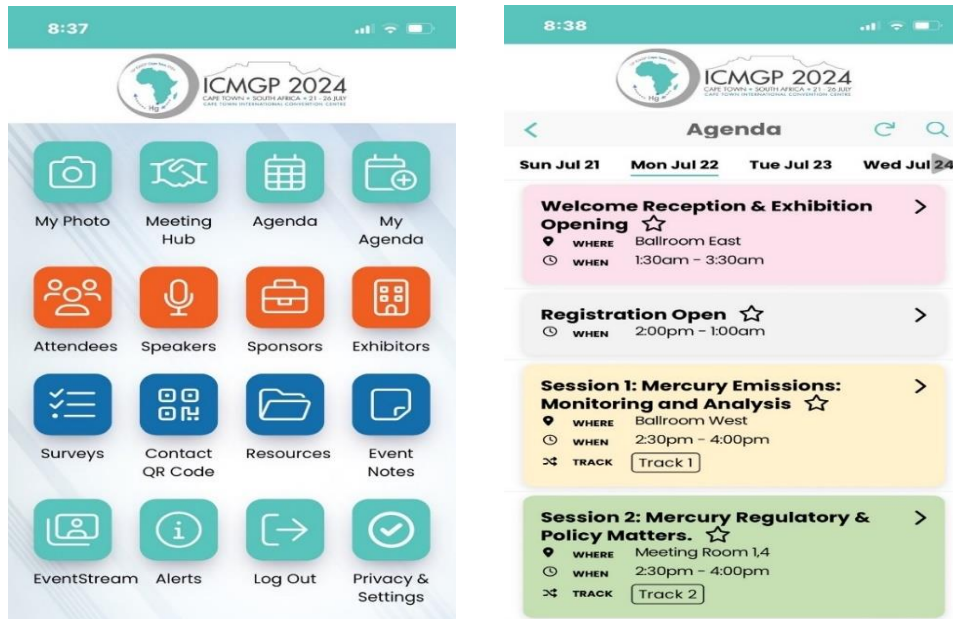 8:37
Hg
ICMGP 2024
CAPE TOWN • SOUTH AFRICA • 21 - 26 JULY
CAPE TOWN INTERNATIONAL CONVENTION CENTRE
My Photo
Meeting
Hub
Agenda
My
Agenda
Attendees
Speakers
Sponsors
Exhibitors
Surveys
Contact
QR Code
Resources
Event
Notes
EventStream
Alerts
Log Out
Privacy &
Settings
8:38
Hg
ICMGP 2024
CAPE TOWN • SOUTH AFRICA • 21 - 26 JULY
CAPE TOWN INTERNATIONAL CONVENTION CENTRE
Agenda
Sun Jul 21 Mon Jul 22 Tue Jul 23 Wed Jul 24
Welcome Reception & Exhibition
Opening
WHERE Ballroom East
WHEN 1:30am - 3:30am
Registration Open
WHEN 2:00pm - 1:00am
Session 1: Mercury Emissions:
Monitoring and Analysis
WHERE Ballroom West
WHEN 2:30pm - 4:00pm
TRACK Track 1
Session 2: Mercury Regulatory &
Policy Matters.
WHERE Meeting Room 1,4
WHEN 2:30pm - 4:00pm
TRACK Track 2